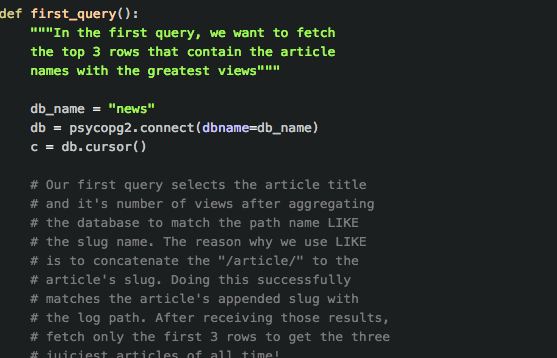 def first_query():
"""In the first query, we want to fetch
the top 3 rows that contain the article
names with the greatest views"""
db_name = "news"
db = psycopg2.connect(dbname=db_name)
c = db.cursor()
# Our first query selects the article title
# and it's number of views after aggregating
# the database to match the path name LIKE
# the slug name. The reason why we use LIKE
# is to concatenate the "/article/" to the
# article's slug. Doing this successfully
# matches the article's appended slug with
# the log path. After receiving those results,
# fetch only the first 3 rows to get the three
# juiciest articles of all time!